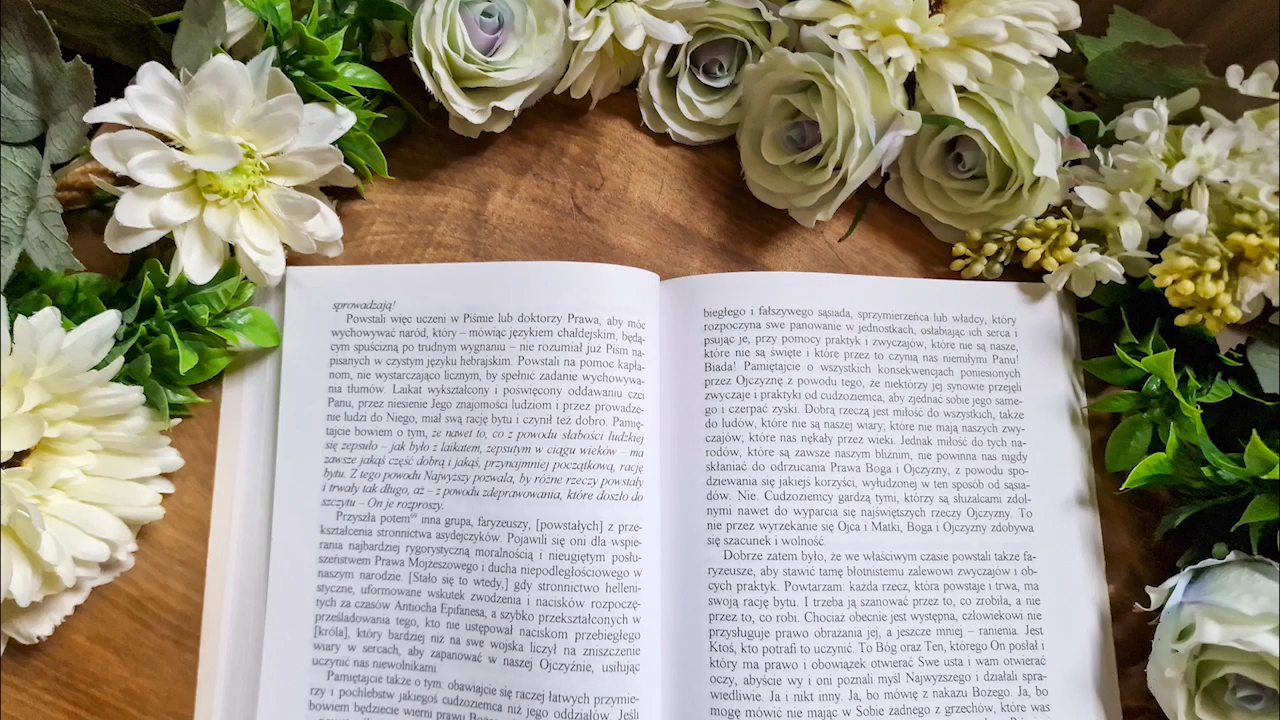 sprowadzają!
Powstali więc uczeni w Piśmie lub doktorzy Prawa, aby móc
wychowywać naród, który – mówiąc językiem chaldejskim, będą-
cym spuścizną po trudnym wygnaniu – nie rozumiał już Pism na-
pisanych w czystym języku hebrajskim. Powstali na pomoc kapła-
nom, nie wystarczająco licznym, by spełnić zadanie wychowywa-
nia tłumów. Laikat wykształcony i poświęcony oddawaniu czci
Panu, przez niesienie Jego znajomości ludziom i przez prowadze-
nie ludzi do Niego, miał swą rację bytu i czynił też dobro. Pamię-
tajcie bowiem o tym, że nawet to, co z powodu słabości ludzkiej
się zepsuło – jak było z laikatem, zepsutym w ciągu wieków – ma
zawsze jakąś część dobrą i jakąś, przynajmniej początkową, rację
bytu. Z tego powodu Najwyższy pozwala, by różne rzeczy powstały
i trwały tak długo, aż – z powodu zdeprawowania, które doszło do
szczytu – On je rozproszy.
Przyszła potem inna grupa, faryzeuszy, [powstałych] z prze-
kształcenia stronnictwa asydejczyków. Pojawili się oni dla wspie-
rania najbardziej rygorystyczną moralnością i nieugiętym posłu-
szeństwem Prawa Mojżeszowego i ducha niepodległościowego w
naszym narodzie. [Stało się to wtedy,] gdy stronnictwo helleni-
styczne, uformowane wskutek zwodzenia i nacisków rozpoczę-
tych za czasów Antiocha Epifanesa, a szybko przekształconych w
prześladowania tego, kto nie ustępował naciskom przebiegłego
[króla], który bardziej niż na swe wojska liczył na zniszczenie
wiary w sercach, aby zapanować w naszej Ojczyźnie, usiłując
uczynić nas niewolnikami.
Pamiętajcie także o tym: obawiajcie się raczej łatwych przymie-
rzy i pochlebstw jakiegoś cudzoziemca niż jego oddziałów. Jeśli
bowiem będziecie wierni prawu
biegłego i fałszywego sąsiada, sprzymierzeńca lub władcy, który
rozpoczyna swe panowanie w jednostkach, osłabiając ich serca i
psując je, przy pomocy praktyk i zwyczajów, które nie są nasze,
które nie są święte i które przez to czynią nas niemiłymi Panu!
Biada! Pamiętajcie o wszystkich konsekwencjach poniesionych
przez Ojczyznę z powodu tego, że niektórzy jej synowie przejęli
zwyczaje i praktyki od cudzoziemca, aby zjednać sobie jego same-
go i czerpać zyski. Dobrą rzeczą jest miłość do wszystkich, także
do ludów, które nie są naszej wiary; które nie mają naszych zwy-
czajów; które nas nękały przez wieki. Jednak miłość do tych na-
rodów, które są zawsze naszym bliźnim, nie powinna nas nigdy
skłaniać do odrzucania Prawa Boga i Ojczyzny, z powodu spo-
dziewania się jakiejś korzyści, wyłudzonej w ten sposób od sąsia-
dów. Nie. Cudzoziemcy gardzą tymi, którzy są służalcami zdol-
nymi nawet do wyparcia się najświętszych rzeczy Ojczyzny. To
nie przez wyrzekanie się Ojca i Matki, Boga i Ojczyzny zdobywa
się szacunek i wolność.
Dobrze zatem było, że we właściwym czasie powstali także fa-
ryzeusze, aby stawić tamę błotnistemu zalewowi zwyczajów i ob-
cych praktyk. Powtarzam: każda rzecz, która powstaje i trwa, ma
swoją rację bytu. I trzeba ją szanować przez to, co zrobiła, a nie
przez to, co robi. Chociaż obecnie jest występna, człowiekowi nie
przysługuje prawo obrażania jej, a jeszcze mniej – ranienia. Jest
Ktoś, kto potrafi to uczynić. To Bóg oraz Ten, którego On posłał i
który ma prawo i obowiązek otwierać Swe usta i wam otwierać
oczy, abyście wy i oni poznali myśl Najwyższego i działali spra-
wiedliwie. Ja i nikt inny. Ja, bo mówię z nakazu Bożego. Ja, bo
mogę mówić nie mając w Sobie żadnego z grzechów, które was